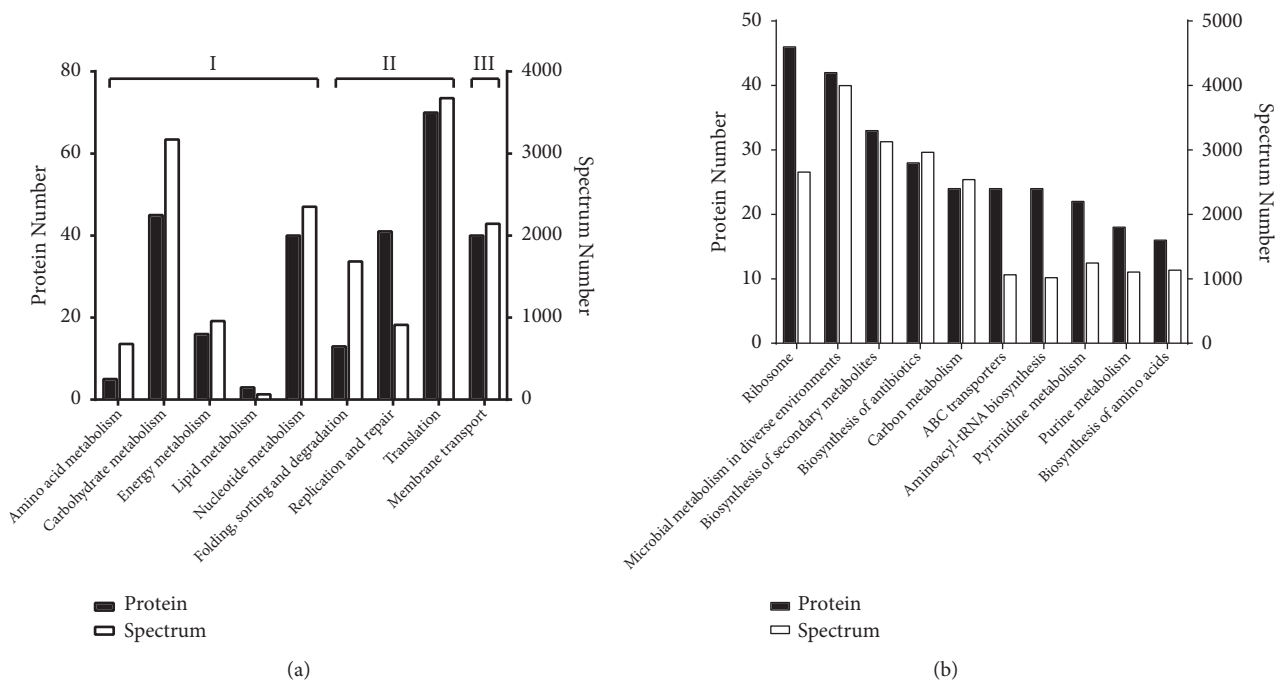 I
II
III
80
60
40
20
0
Protein Number
4000
3000
2000
1000
0
Spectrum Number
Amino acid metabolism
Carbohydrate metabolism
Energy metabolism
Lipid metabolism
Nucleotide metabolism
Folding, sorting and degradation
Replication and repair
Translation
Membrane transport
Protein
Spectrum
(a)
50
40
30
20
10
0
Protein Number
5000
4000
3000
2000
1000
0
Spectrum Number
Ribosome
Microbial metabolism in diverse environments
Biosynthesis of secondary metabolites
Biosynthesis of antibiotics
Carbon metabolism
ABC transporters
Aminoacyl-tRNA biosynthesis
Pyrimidine metabolism
Purine metabolism
Biosynthesis of amino acids
Protein
Spectrum
(b)